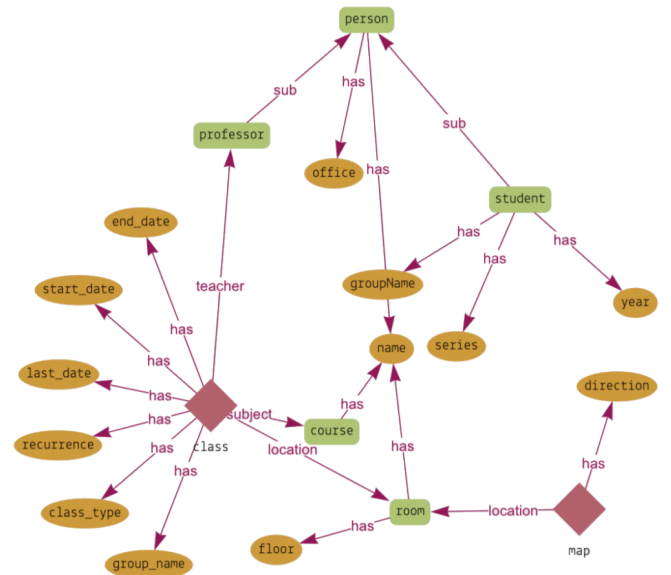 person
sub
has
sub
professor
office
has
student
end_date
has
has
has
groupName
teacher
start_date
year
has
series
name
has
last_date
has
direction
has
subject
has
recurrence
has
course
class
has
has
location
has
has
class_type
room
location
has
floor
map
group_name